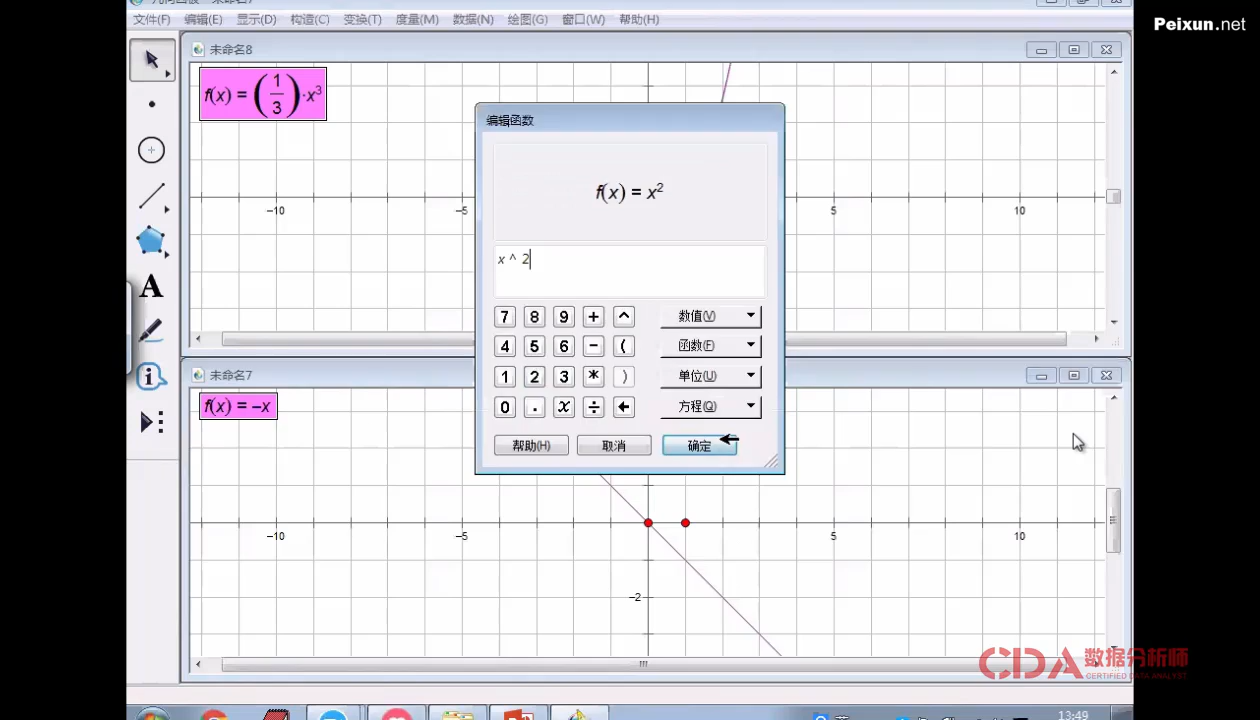 Peixun.net
文件(F) 编辑(E) 显示(D) 构造(C) 变换(T) 度量(M) 数据(N) 绘图(G) 窗口(W) 帮助(H)
未命名8
f(x) = (1/3)·x³
−10 −5 5 10
编辑函数
f(x) = x²
x ^ 2
7 8 9 + ^ 数值(V)
4 5 6 − ( 函数(F)
1 2 3 * ) 单位(U)
0 . x ÷ 方程(Q)
帮助(H) 取消 确定
未命名7
f(x) = −x
−10 −5 5 10
−2
A
CDA 数据分析师
CERTIFIED DATA ANALYST
13:49